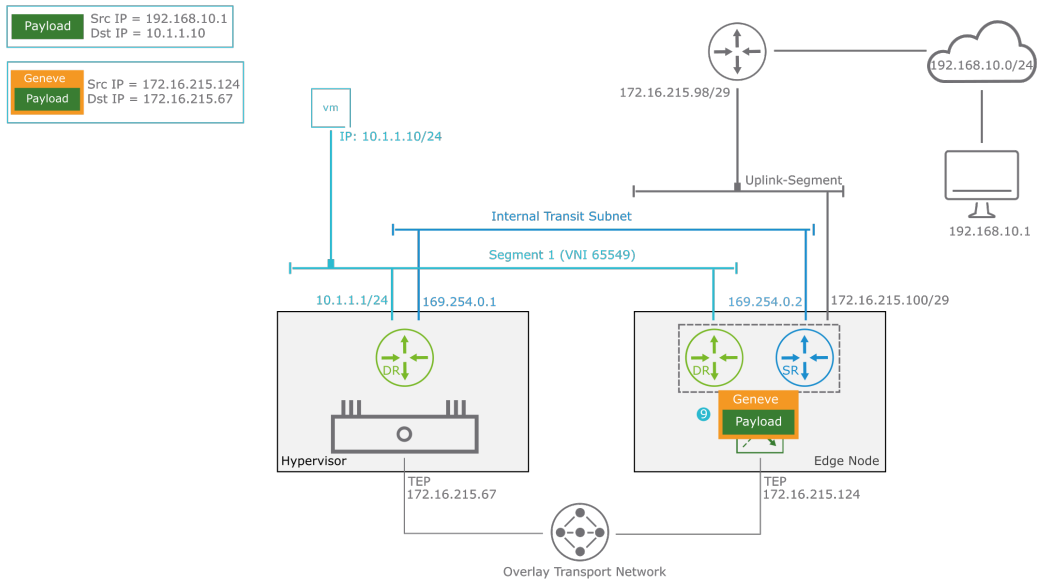 Payload
Src IP = 192.168.10.1
Dst IP = 10.1.1.10
Geneve
Payload
Src IP = 172.16.215.124
Dst IP = 172.16.215.67
vm
IP: 10.1.1.10/24
172.16.215.98/29
192.168.10.0/24
192.168.10.1
Uplink-Segment
Internal Transit Subnet
Segment 1 (VNI 65549)
10.1.1.1/24
169.254.0.1
169.254.0.2
172.16.215.100/29
DR
DR
SR
9
Geneve
Payload
Hypervisor
Edge Node
TEP
172.16.215.67
TEP
172.16.215.124
Overlay Transport Network